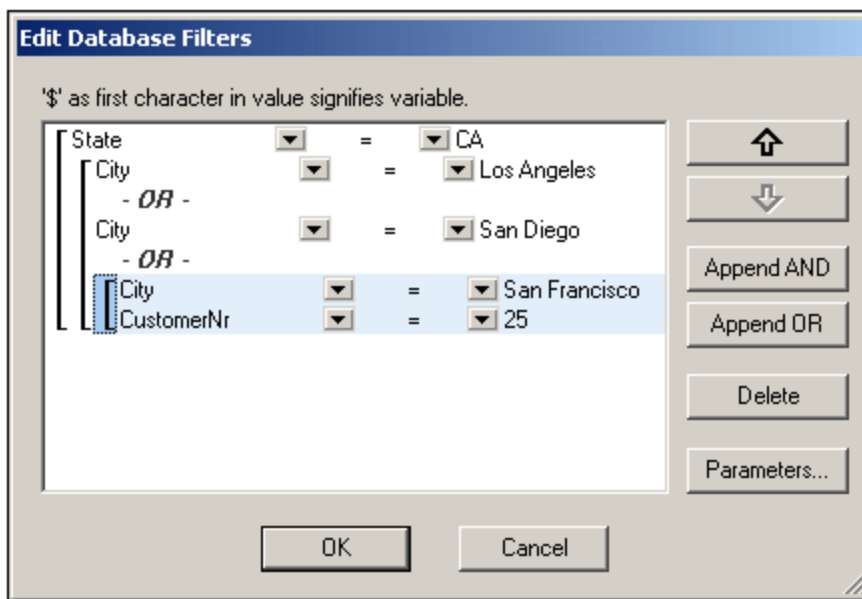 Edit Database Filters
'$' as first character in value signifies variable.
State = CA
City = Los Angeles
- OR -
City = San Diego
- OR -
City = San Francisco
CustomerNr = 25
Append AND
Append OR
Delete
Parameters...
OK Cancel